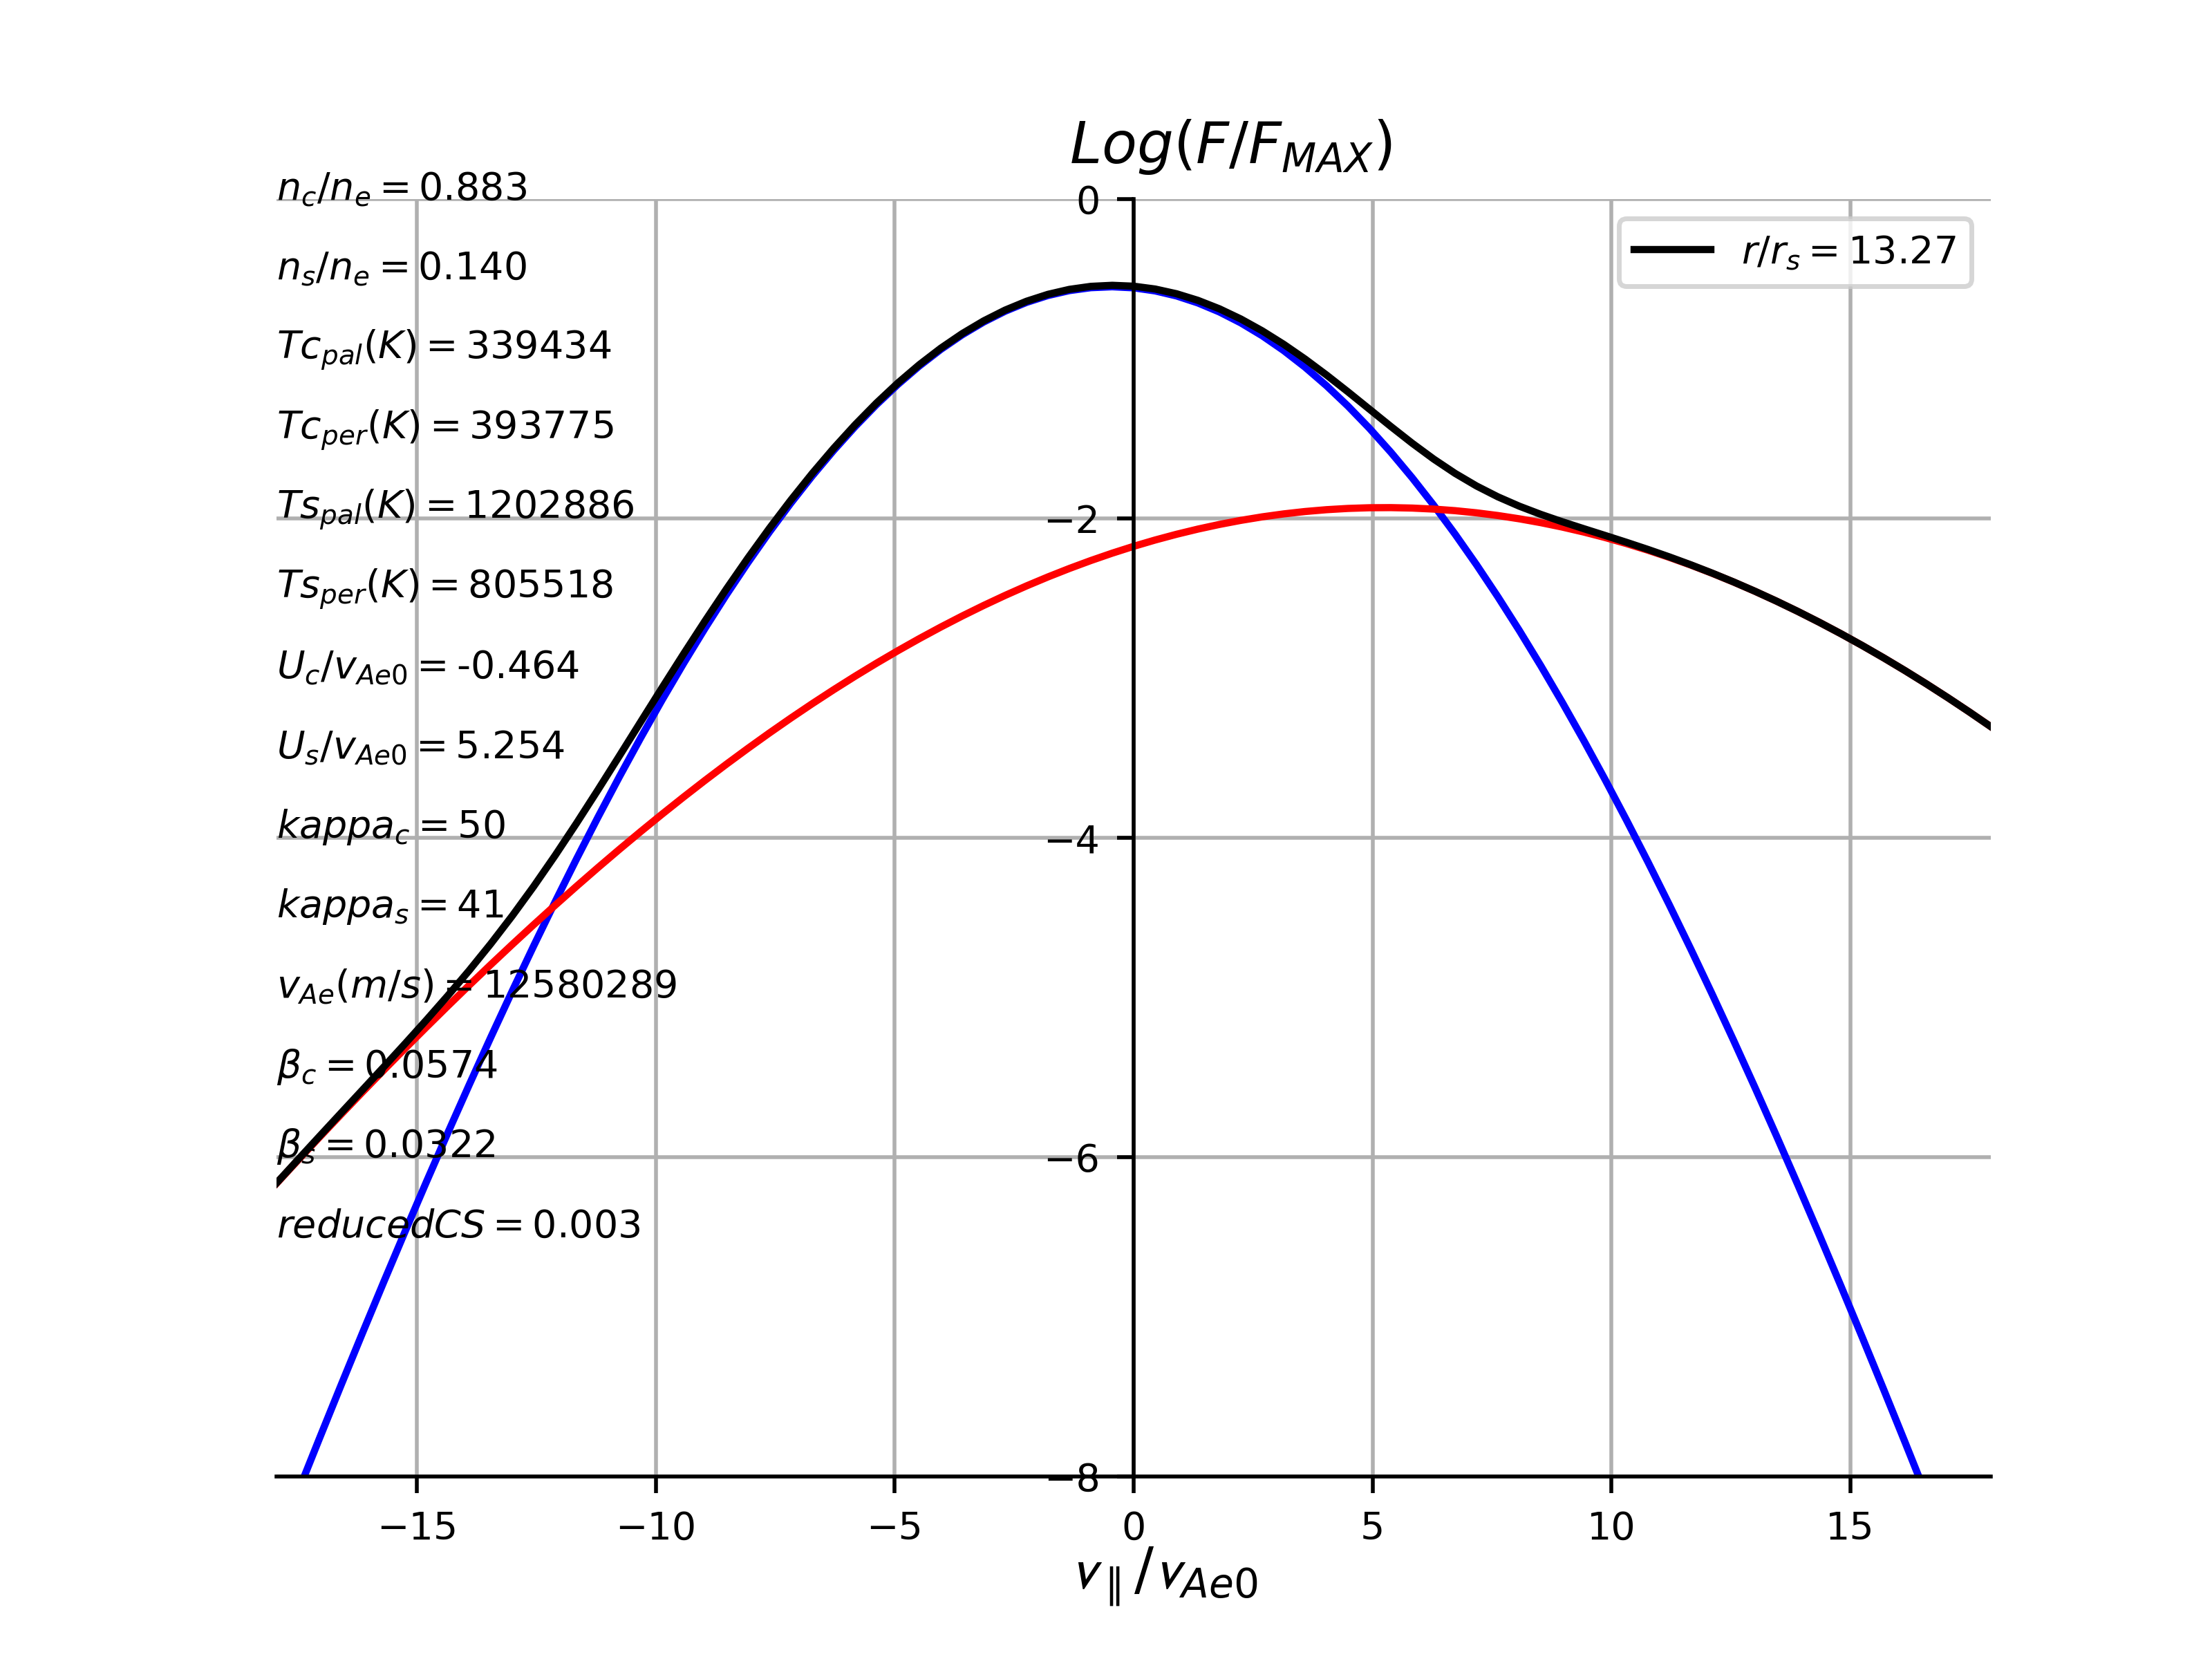 Log(F/F_MAX)
n_c/n_e = 0.883
n_s/n_e = 0.140
Tc_pal(K) = 339434
Tc_per(K) = 393775
Ts_pal(K) = 1202886
Ts_per(K) = 805518
U_c/v_Ae0 = -0.464
U_s/v_Ae0 = 5.254
kappa_c = 50
kappa_s = 41
v_Ae(m/s) = 12580289
β_c = 0.0574
β_s = 0.0322
reducedCS = 0.003
r/r_s = 13.27
0
−2
−4
−6
−8
−15 −10 −5 0 5 10 15
v_∥/v_Ae0